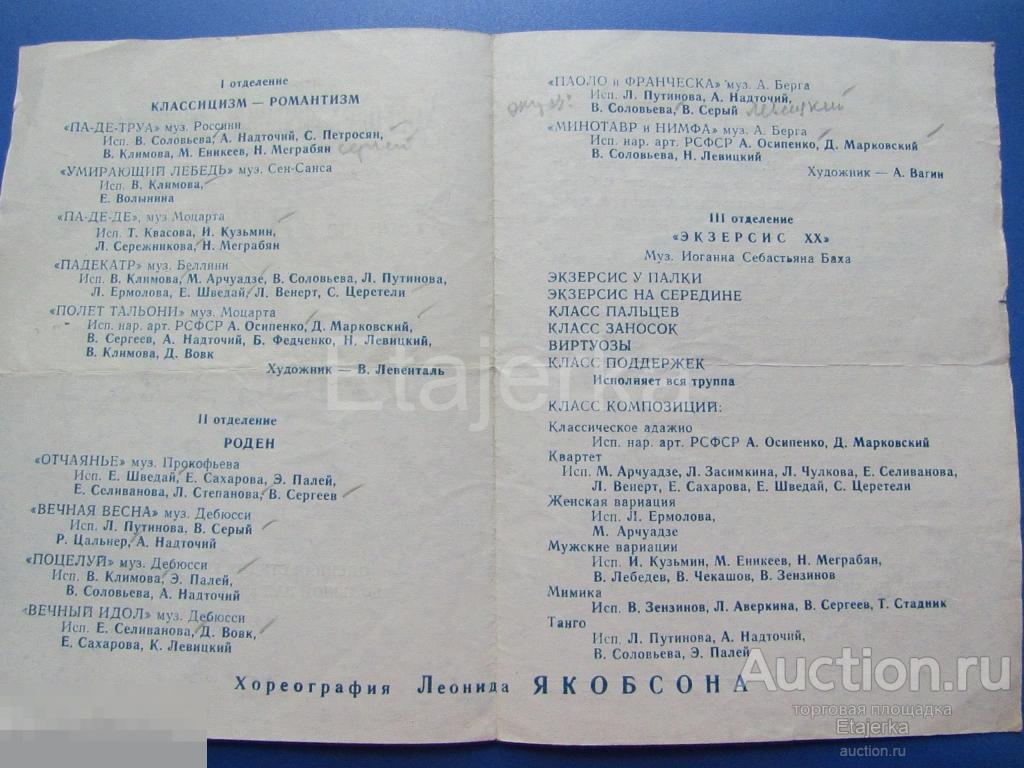 I отделение
КЛАССИЦИЗМ — РОМАНТИЗМ
«ПА-ДЕ-ТРУА» муз. Россини
Исп. В. Соловьева, А. Надточий, С. Петросян,
В. Климова, М. Еникеев, Н. Меграбян
«УМИРАЮЩИЙ ЛЕБЕДЬ» муз. Сен-Санса
Исп. В. Климова,
Е. Волынина
«ПА-ДЕ-ДЕ», муз Моцарта
Исп. Т. Квасова, И. Кузьмин,
Л. Сережникова, Н. Меграбян
«ПАДЕКАТР» муз. Беллини
Исп. В. Климова, М. Арчуадзе, В. Соловьева, Л. Путинова,
Л. Ермолова, Е. Шведай, Л. Венерт, С. Церетели
«ПОЛЕТ ТАЛЬОНИ» муз. Моцарта
Исп. нар. арт. РСФСР А. Осипенко, Д. Марковский,
В. Сергеев, А. Надточий, Б. Федченко, Н. Левицкий,
В. Климова, Д. Вовк
Художник — В. Левенталь
II отделение
РОДЕН
«ОТЧАЯНЬЕ» муз. Прокофьева
Исп. Е. Шведай, Е. Сахарова, Э. Палей,
Е. Селиванова, Л. Степанова, В. Сергеев
«ВЕЧНАЯ ВЕСНА» муз. Дебюсси
Исп. Л. Путинова, В. Серый
Р. Цальнер, А. Надточий
«ПОЦЕЛУЙ» муз. Дебюсси
Исп. В. Климова, Э. Палей,
В. Соловьева, А. Надточий
«ВЕЧНЫЙ ИДОЛ» муз. Дебюсси
Исп. Е. Селиванова, Д. Вовк,
Е. Сахарова, К. Левицкий
«ПАОЛО и ФРАНЧЕСКА» муз. А. Берга
Исп. Л. Путинова, А. Надточий,
В. Соловьева, В. Серый Левицкий
«МИНОТАВР и НИМФА» муз. А. Берга
Исп. нар. арт. РСФСР А. Осипенко, Д. Марковский
В. Соловьева, Н. Левицкий
Художник — А. Вагин
III отделение
«ЭКЗЕРСИС XX»
Муз. Иоганна Себастьяна Баха
ЭКЗЕРСИС У ПАЛКИ
ЭКЗЕРСИС НА СЕРЕДИНЕ
КЛАСС ПАЛЬЦЕВ
КЛАСС ЗАНОСОК
ВИРТУОЗЫ
КЛАСС ПОДДЕРЖЕК
Исполняет вся труппа
КЛАСС КОМПОЗИЦИЙ:
Классическое адажио
Исп. нар. арт. РСФСР А. Осипенко, Д. Марковский
Квартет
Исп. М. Арчуадзе, Л. Засимкина, Л. Чулкова, Е. Селиванова,
Л. Венерт, Е. Сахарова, Е. Шведай, С. Церетели
Женская вариация
Исп. Л. Ермолова,
М. Арчуадзе
Мужские вариации
Исп. И. Кузьмин, М. Еникеев, Н. Меграбян,
В. Лебедев, В. Чекашов, В. Зензинов
Мимика
Исп. В. Зензинов, Л. Аверкина, В. Сергеев, Т. Стадник
Танго
Исп. Л. Путинова, А. Надточий,
В. Соловьева, Э. Палей
Хореография Леонида ЯКОБСОНА
Etajerka
Auction.ru
торговая площадка
Etajerka
auction.ru